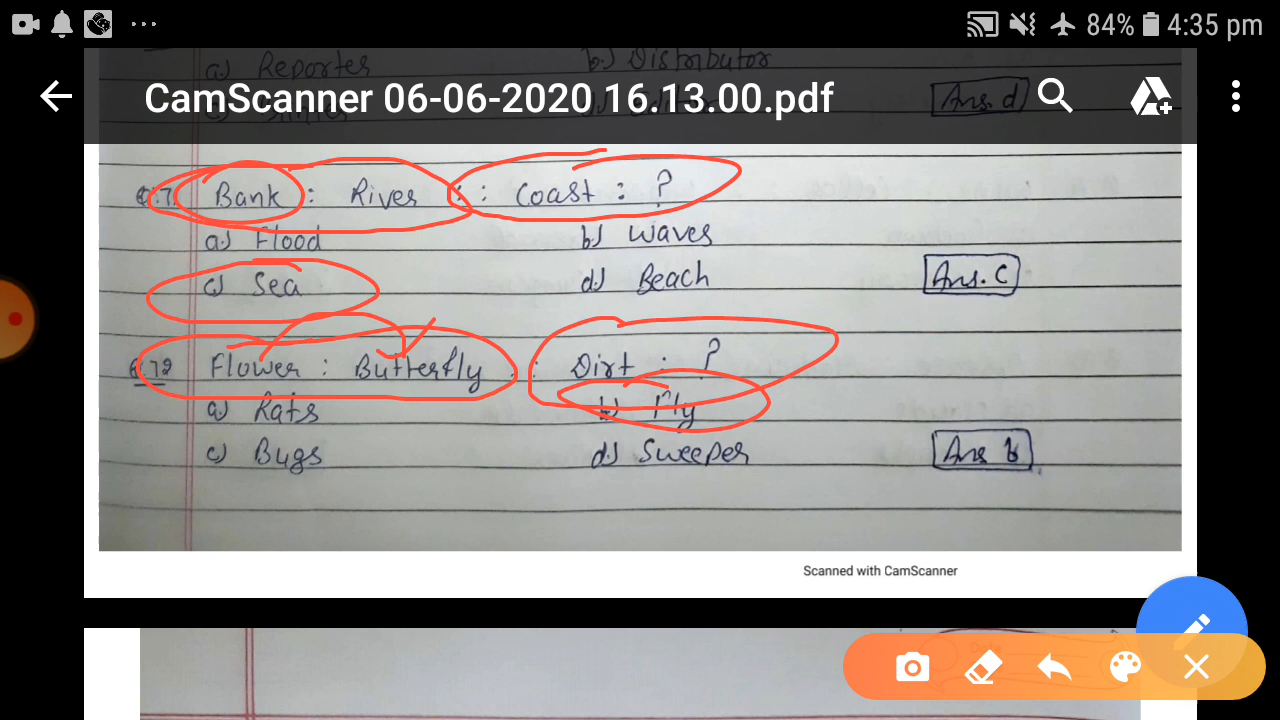 84% 4:35 pm
a.) Reporter b.) Distributor
CamScanner 06-06-2020 16.13.00.pdf
Ans. d
Bank : River :: Coast : ?
a.) Flood b.) Waves
c) Sea d.) Beach Ans. C
Flower : Butterfly :: Dirt : ?
a.) Rats b.) Fly
c) Bugs d.) Sweeper Ans b
Scanned with CamScanner